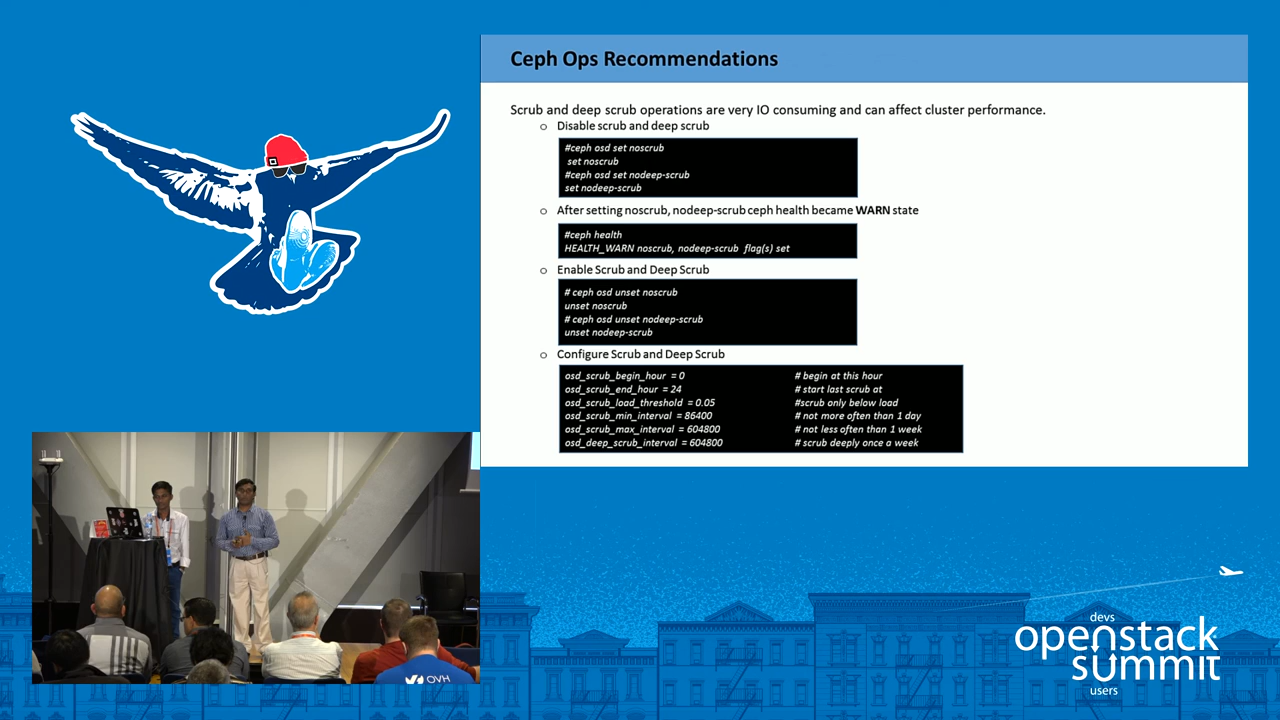 Ceph Ops Recommendations
Scrub and deep scrub operations are very IO consuming and can affect cluster performance.
o Disable scrub and deep scrub
#ceph osd set noscrub
set noscrub
#ceph osd set nodeep-scrub
set nodeep-scrub
o After setting noscrub, nodeep-scrub ceph health became WARN state
#ceph health
HEALTH_WARN noscrub, nodeep-scrub flag(s) set
o Enable Scrub and Deep Scrub
# ceph osd unset noscrub
unset noscrub
# ceph osd unset nodeep-scrub
unset nodeep-scrub
o Configure Scrub and Deep Scrub
osd_scrub_begin_hour = 0 # begin at this hour
osd_scrub_end_hour = 24 # start last scrub at
osd_scrub_load_threshold = 0.05 #scrub only below load
osd_scrub_min_interval = 86400 # not more often than 1 day
osd_scrub_max_interval = 604800 # not less often than 1 week
osd_deep_scrub_interval = 604800 # scrub deeply once a week
OVH
devs
openstack
summit
users